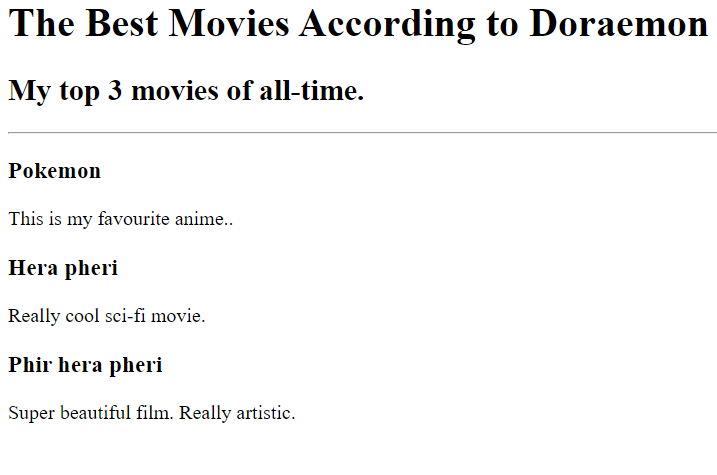 The Best Movies According to Doraemon
My top 3 movies of all-time.
Pokemon
This is my favourite anime..
Hera pheri
Really cool sci-fi movie.
Phir hera pheri
Super beautiful film. Really artistic.